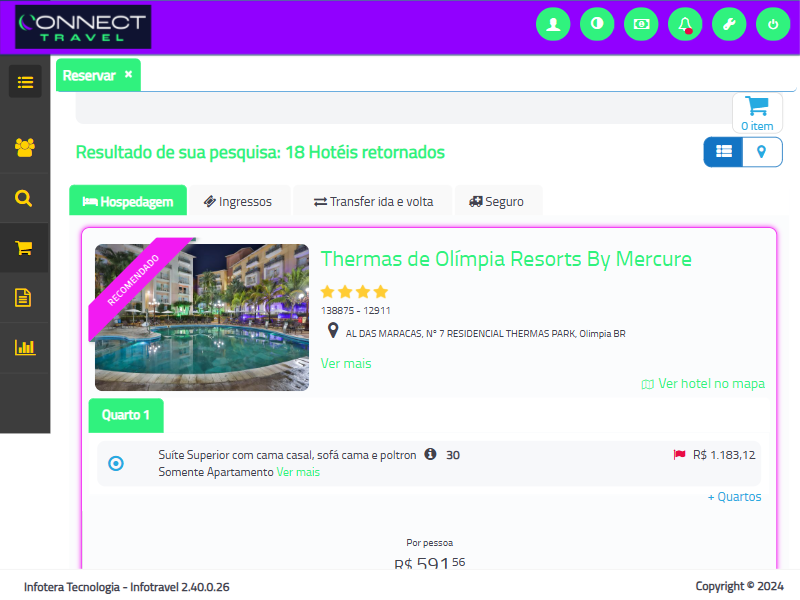 CONNECT
TRAVEL
Reservar ×
0 item
Resultado de sua pesquisa: 18 Hotéis retornados
Hospedagem Ingressos Transfer ida e volta Seguro
RECOMENDADO
Thermas de Olímpia Resorts By Mercure
138875 - 12911
AL DAS MARACAS, Nº 7 RESIDENCIAL THERMAS PARK, Olimpia BR
Ver mais
Ver hotel no mapa
Quarto 1
Suíte Superior com cama casal, sofá cama e poltron 30 R$ 1.183,12
Somente Apartamento Ver mais
+ Quartos
Por pessoa
R$ 591 56
Infotera Tecnologia - Infotravel 2.40.0.26 Copyright © 2024